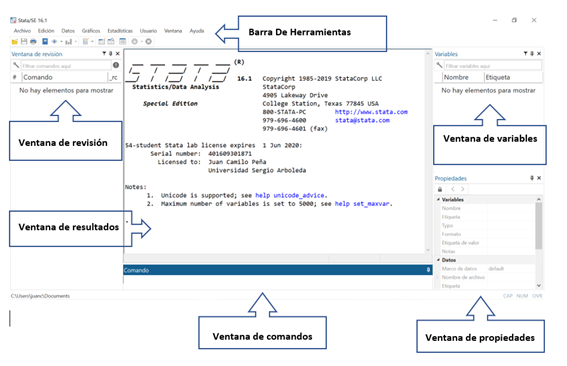 Stata/SE 16.1
Archivo Edición Datos Gráficos Estadísticas Usuario Ventana Ayuda
Barra De Herramientas
Ventana de revisión
Filtrar comandos aquí
# Comando _rc
No hay elementos para mostrar
Ventana de revisión
(R)
STATA 16.1 Copyright 1985-2019 StataCorp LLC
Statistics/Data Analysis StataCorp
4905 Lakeway Drive
Special Edition College Station, Texas 77845 USA
800-STATA-PC http://www.stata.com
979-696-4600 stata@stata.com
979-696-4601 (fax)
54-student Stata lab license expires 1 Jun 2020:
Serial number: 401609301871
Licensed to: Juan Camilo Peña
Universidad Sergio Arboleda
Notes:
1. Unicode is supported; see help unicode_advice.
2. Maximum number of variables is set to 5000; see help set_maxvar.
.
Ventana de resultados
Comando
Variables
Filtrar variables aquí
Nombre Etiqueta
No hay elementos para mostrar
Ventana de variables
Propiedades
Variables
Nombre
Etiqueta
Tipo
Formato
Etiqueta de valor
Notas
Datos
Marco de datos default
Nombre de archivo
Etiqueta
C:\Users\juanc\Documents
CAP NUM OVR
Ventana de comandos
Ventana de propiedades